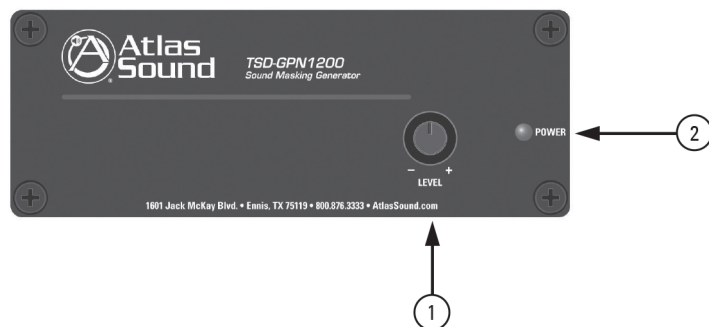 Atlas
Sound
®
TSD-GPN1200
Sound Masking Generator
POWER
2
– +
LEVEL
1601 Jack McKay Blvd. • Ennis, TX 75119 • 800.876.3333 • AtlasSound.com
1